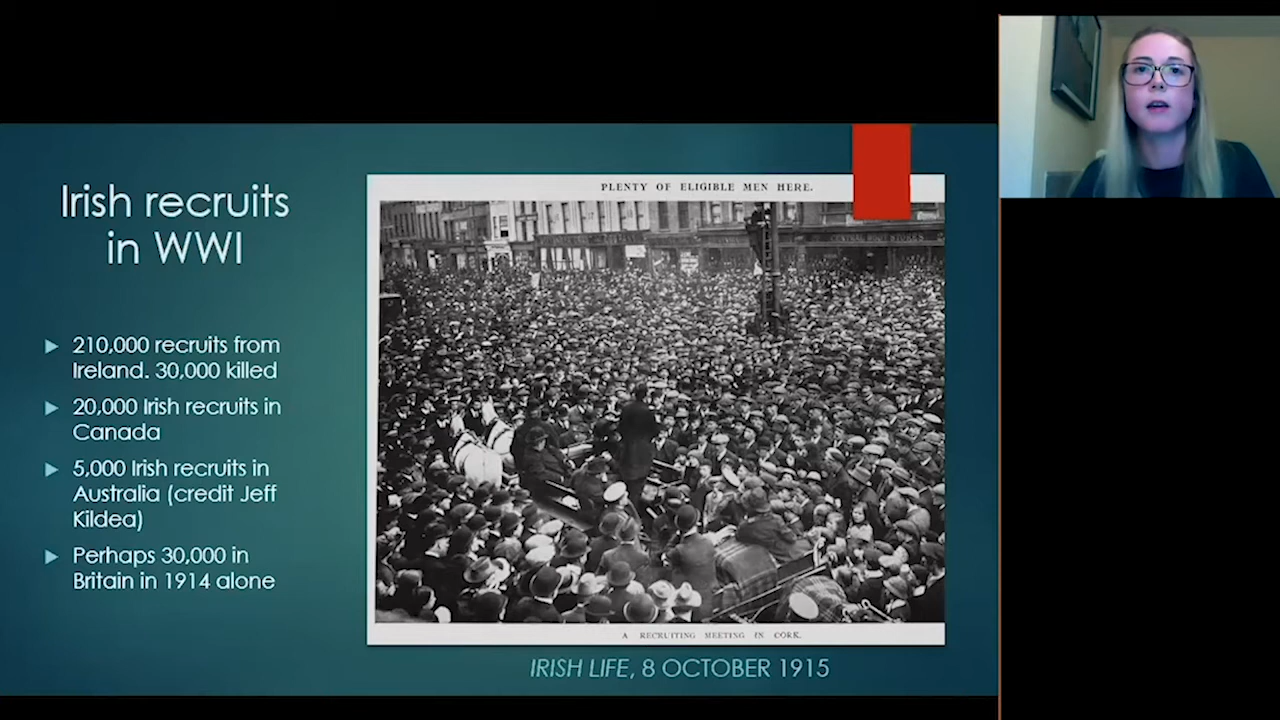 Irish recruits
in WWI
210,000 recruits from
Ireland. 30,000 killed
20,000 Irish recruits in
Canada
5,000 Irish recruits in
Australia (credit Jeff
Kildea)
Perhaps 30,000 in
Britain in 1914 alone
PLENTY OF ELIGIBLE MEN HERE.
A RECRUITING MEETING IN CORK.
IRISH LIFE, 8 OCTOBER 1915